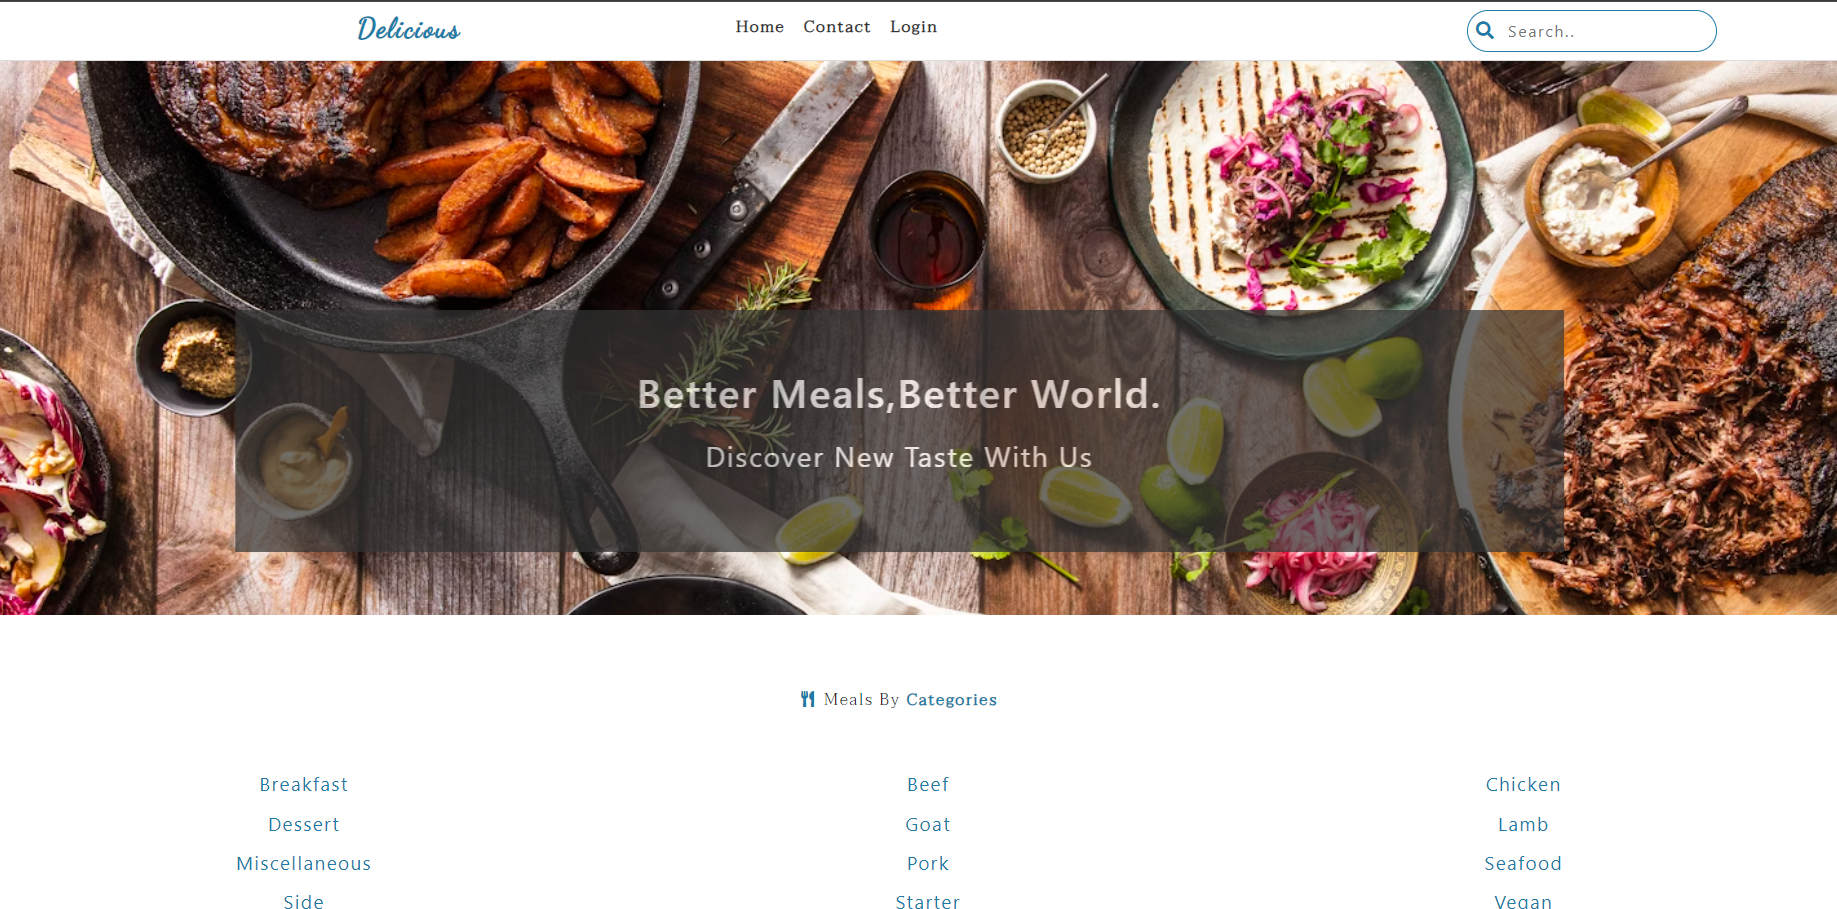 Delicious
Home Contact Login
Search..
Better Meals,Better World.
Discover New Taste With Us
Meals By Categories
Breakfast Beef Chicken
Dessert Goat Lamb
Miscellaneous Pork Seafood
Side Starter Vegan